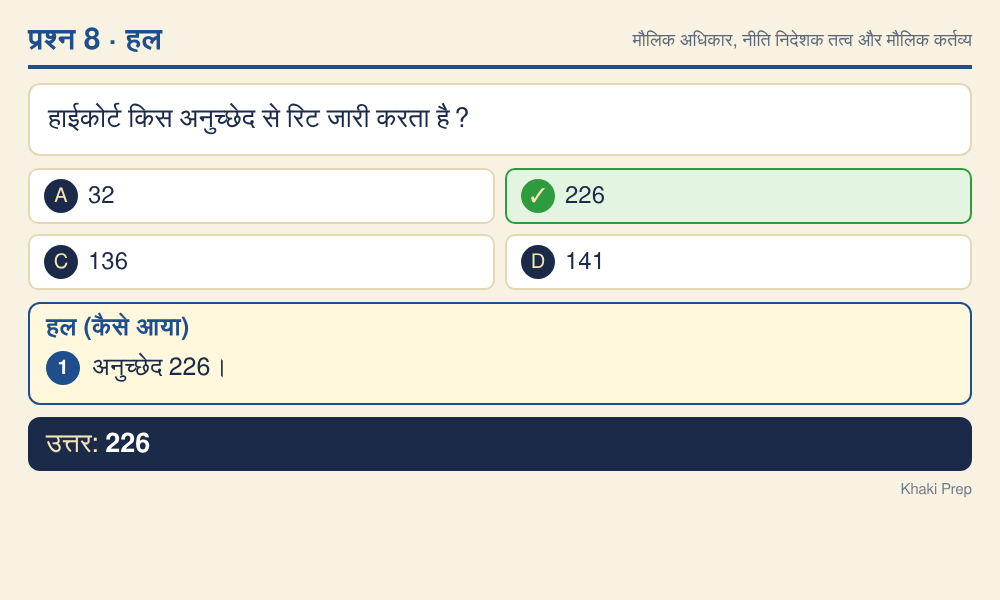 प्रश्न 8 · हल
मौलिक अधिकार, नीति निदेशक तत्व और मौलिक कर्तव्य
हाईकोर्ट किस अनुच्छेद से रिट जारी करता है ?
A 32
✓ 226
C 136
D 141
हल (कैसे आया)
1 अनुच्छेद 226।
उत्तर: 226
Khaki Prep